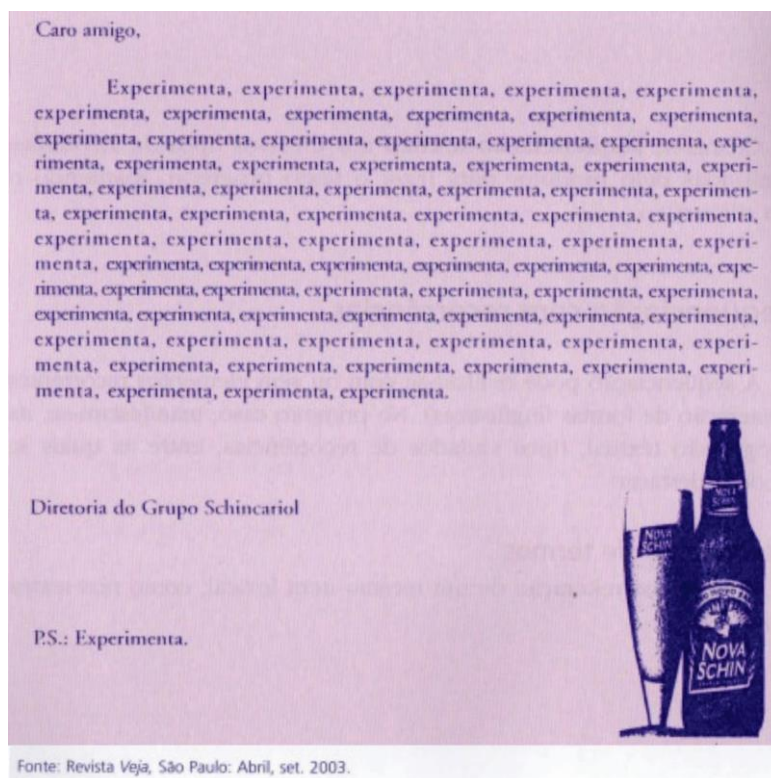 Caro amigo,
Experimenta, experimenta, experimenta, experimenta, experimenta,
experimenta, experimenta, experimenta, experimenta, experimenta, experimenta,
experimenta, experimenta, experimenta, experimenta, experimenta, experimenta, expe-
rimenta, experimenta, experimenta, experimenta, experimenta, experimenta, experi-
menta, experimenta, experimenta, experimenta, experimenta, experimenta, experimen-
ta, experimenta, experimenta, experimenta, experimenta, experimenta, experimenta,
experimenta, experimenta, experimenta, experimenta, experimenta, experi-
menta, experimenta, experimenta, experimenta, experimenta, experimenta, experimenta, expe-
rimenta, experimenta, experimenta, experimenta, experimenta, experimenta, experimenta,
experimenta, experimenta, experimenta, experimenta, experimenta, experimenta, experimenta,
experimenta, experimenta, experimenta, experimenta, experimenta, experi-
menta, experimenta, experimenta, experimenta, experimenta, experimenta, experi-
menta, experimenta, experimenta, experimenta.
Diretoria do Grupo Schincariol
P.S.: Experimenta.
NOVA
SCHIN
NOVA
SCHIN
Fonte: Revista Veja, São Paulo: Abril, set. 2003.